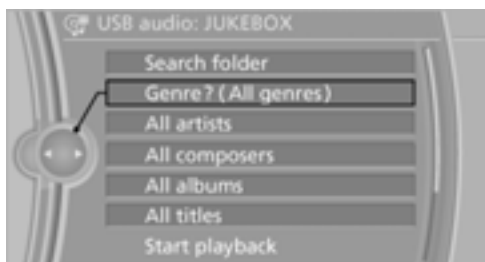 USB audio: JUKEBOX
Search folder
Genre? (All genres)
All artists
All composers
All albums
All titles
Start playback